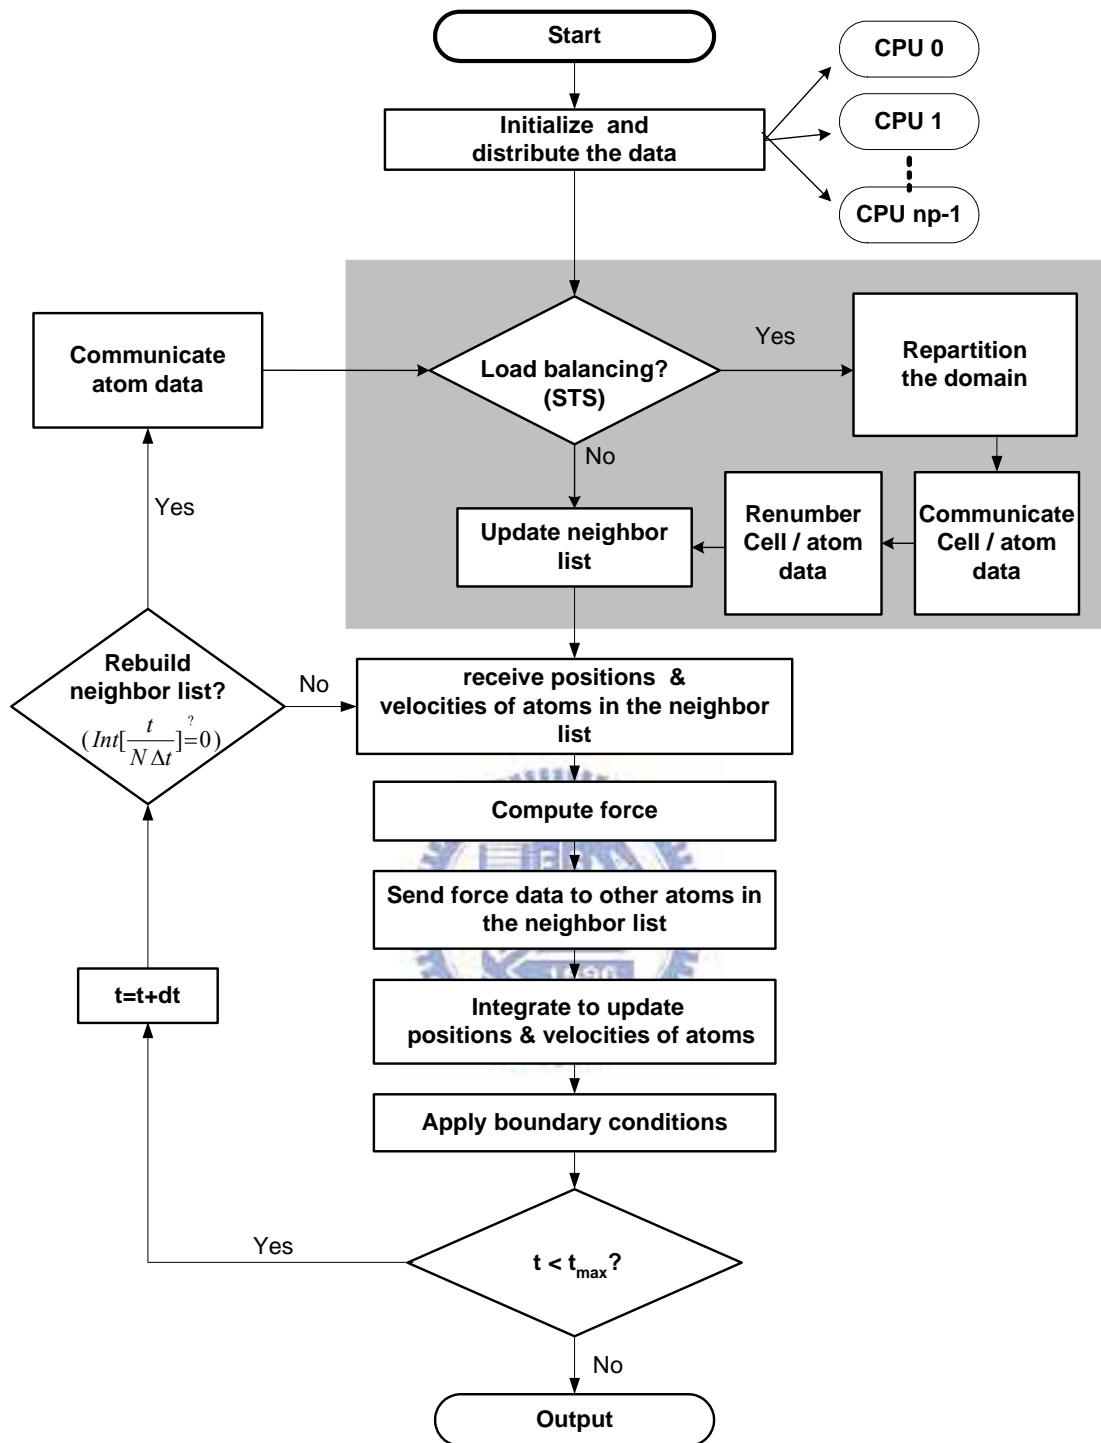 Start
CPU 0
Initialize and
distribute the data
CPU 1
CPU np-1
Communicate
atom data
Load balancing?
(STS)
Yes
Repartition
the domain
No
Yes
Update neighbor
list
Renumber
Cell / atom
data
Communicate
Cell / atom
data
Rebuild
neighbor list?
(Int[t/(N Δt)]≟0)
No
receive positions &
velocities of atoms in the neighbor
list
Compute force
Send force data to other atoms in
the neighbor list
t=t+dt
Integrate to update
positions & velocities of atoms
1896
Apply boundary conditions
Yes
t < tmax?
No
Output